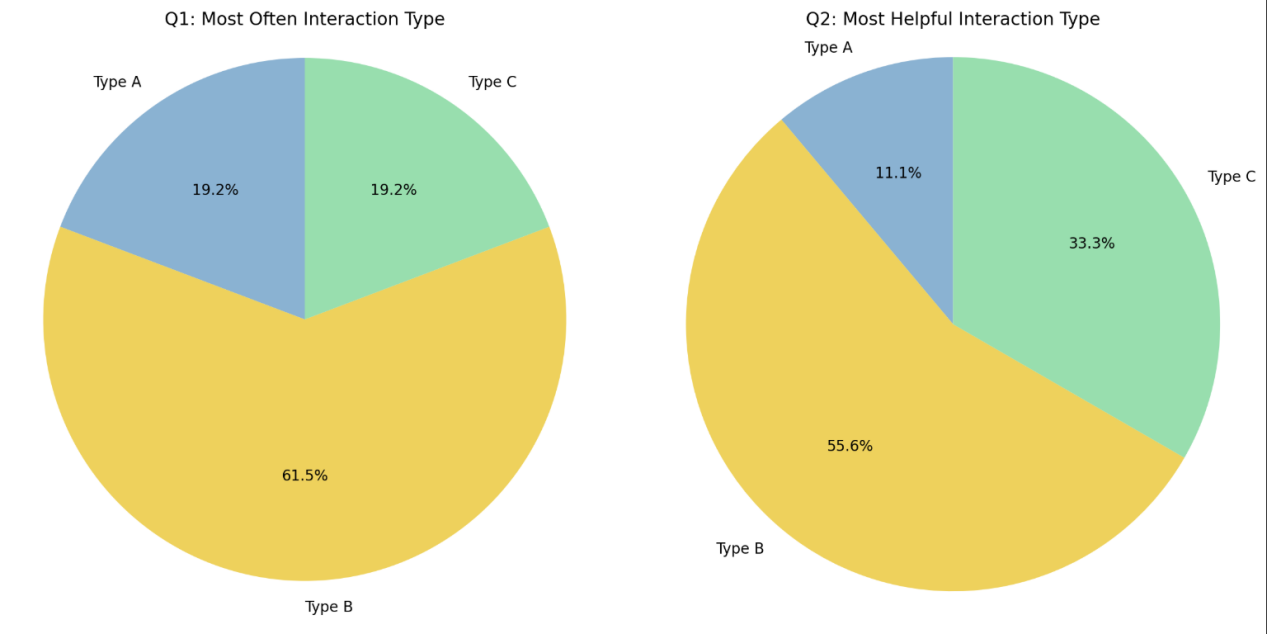 Q1: Most Often Interaction Type
Type A
Type C
19.2%
19.2%
61.5%
Type B
Q2: Most Helpful Interaction Type
Type A
11.1%
Type C
33.3%
55.6%
Type B